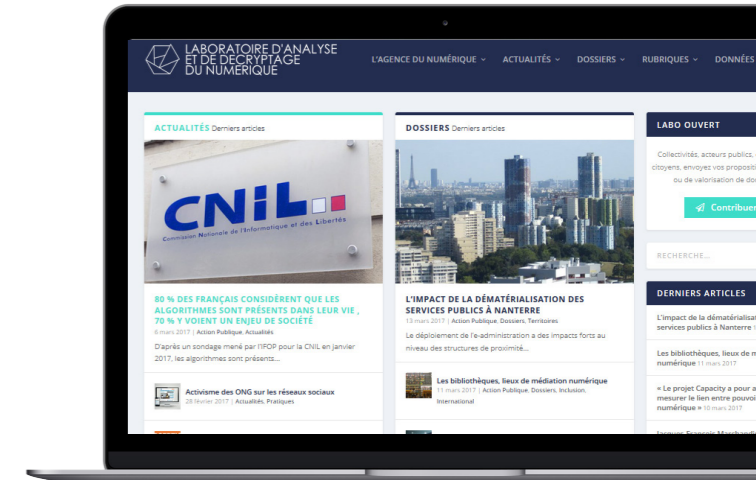 LABORATOIRE D'ANALYSE
ET DE DECRYPTAGE
DU NUMERIQUE
L'AGENCE DU NUMÉRIQUE
ACTUALITÉS
DOSSIERS
RUBRIQUES
DONNÉES
ACTUALITÉS Derniers articles
CNIL
Commission Nationale de l'Informatique et des Libertés
80 % DES FRANÇAIS CONSIDÈRENT QUE LES
ALGORITHMES SONT PRÉSENTS DANS LEUR VIE ,
70 % Y VOIENT UN ENJEU DE SOCIÉTÉ
6 mars 2017 | Action Publique, Actualités
D'après un sondage mené par l'IFOP pour la CNIL en janvier
2017, les algorithmes sont présents...
Activisme des ONG sur les réseaux sociaux
28 février 2017 | Actualités, Pratiques
DOSSIERS Derniers articles
L'IMPACT DE LA DÉMATÉRIALISATION DES
SERVICES PUBLICS À NANTERRE
13 mars 2017 | Action Publique, Dossiers, Territoires
Le déploiement de l'e-administration a des impacts forts au
niveau des structures de proximité...
Les bibliothèques, lieux de médiation numérique
11 mars 2017 | Action Publique, Dossiers, Inclusion,
International
LABO OUVERT
Collectivités, acteurs publics,
citoyens, envoyez vos
ou de valorisation de
Contribuer
RECHERCHE...
DERNIERS ARTICLES
L'impact de la
services publics à Nanterre
Les bibliothèques, lieux de
numérique 11 mars 2017
« Le projet Capacity a pour
mesurer le lien entre
numérique » 10 mars 2017